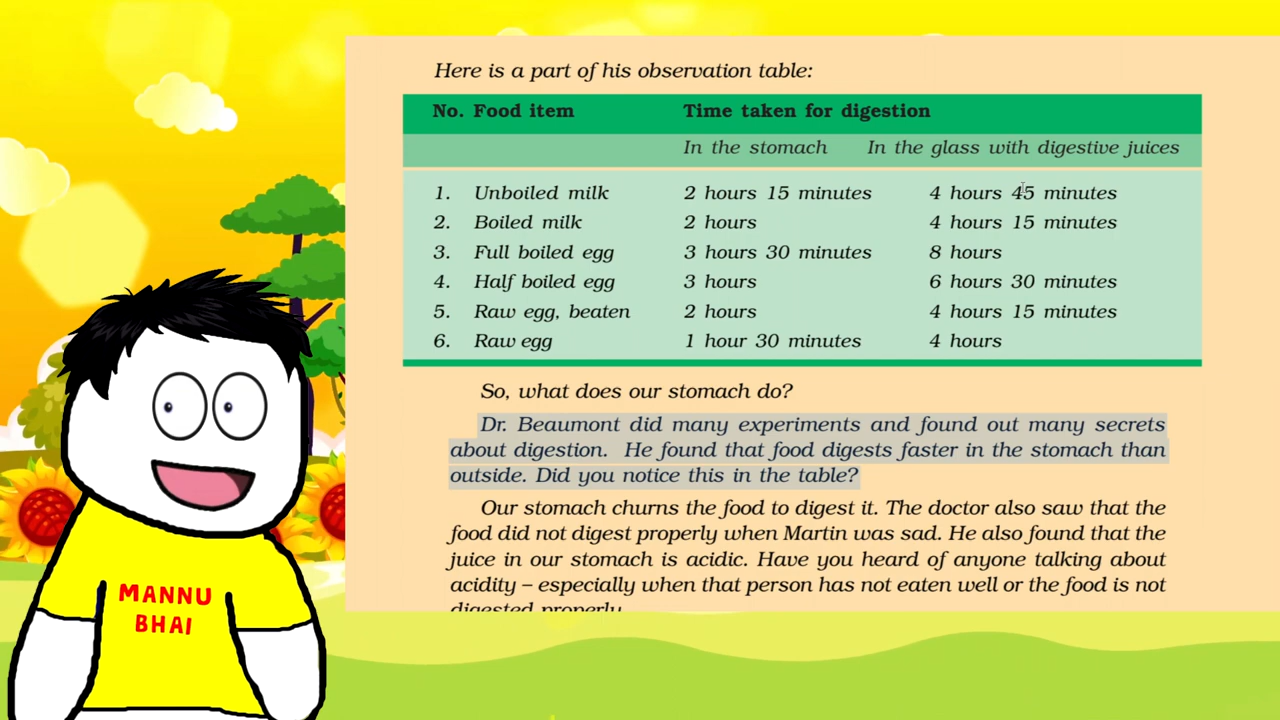 Here is a part of his observation table:
No. Food item Time taken for digestion
In the stomach In the glass with digestive juices
1. Unboiled milk 2 hours 15 minutes 4 hours 45 minutes
2. Boiled milk 2 hours 4 hours 15 minutes
3. Full boiled egg 3 hours 30 minutes 8 hours
4. Half boiled egg 3 hours 6 hours 30 minutes
5. Raw egg, beaten 2 hours 4 hours 15 minutes
6. Raw egg 1 hour 30 minutes 4 hours
So, what does our stomach do?
Dr. Beaumont did many experiments and found out many secrets
about digestion. He found that food digests faster in the stomach than
outside. Did you notice this in the table?
Our stomach churns the food to digest it. The doctor also saw that the
food did not digest properly when Martin was sad. He also found that the
juice in our stomach is acidic. Have you heard of anyone talking about
acidity – especially when that person has not eaten well or the food is not
digested properly.
MANNU
BHAI